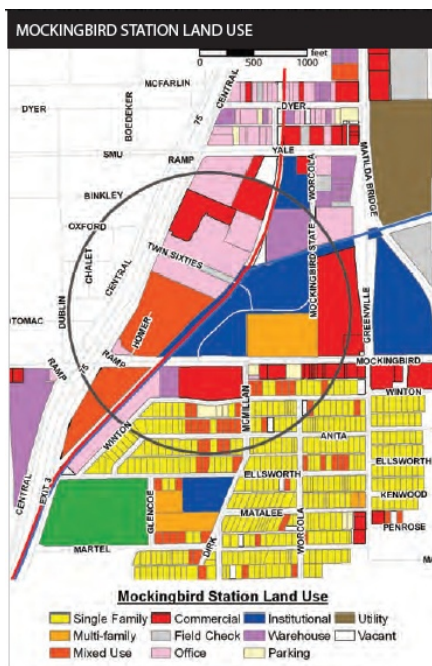 MOCKINGBIRD STATION LAND USE
0 500 1000
feet
MCFARLIN
CENTRAL
DYER
BOEDEKER
DYER
75
SMU
YALE
RAMP
WORCOLA
MATILDA BRIDGE
BINKLEY
OXFORD
CHALET
CENTRAL
TWIN SIXTIES
MOCKINGBIRD STATE
DUBLIN
GREENVILLE
HOMER
RAMP
MOCKINGBIRD
RAMP
75
WINTON
MCMILLAN
WINTON
ANITA
ELLSWORTH
ELLSWORTH
CENTRAL
EXIT 3
GLENCOE
KENWOOD
MATALEE
WORCOLA
PENROSE
DIRK
MARTEL
Mockingbird Station Land Use
Single Family Commercial Institutional Utility
Multi-family Field Check Warehouse Vacant
Mixed Use Office Parking